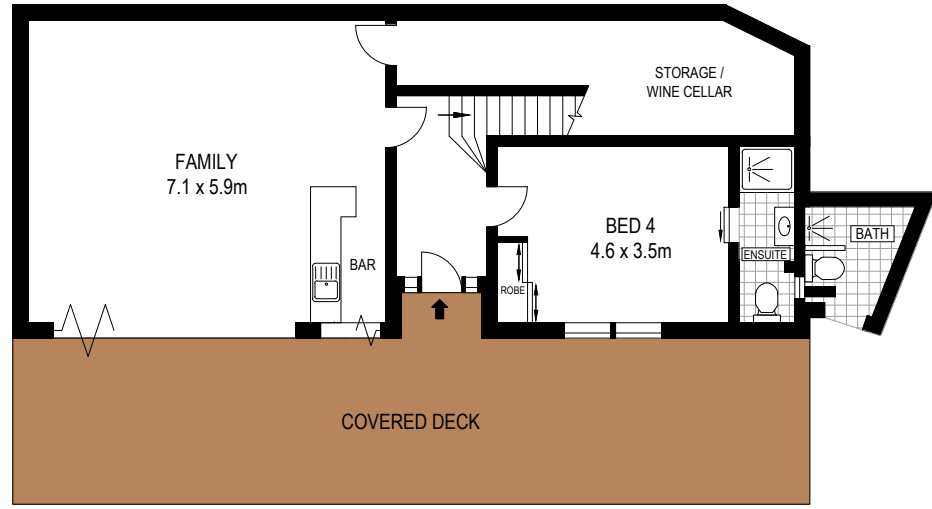 STORAGE /
WINE CELLAR
FAMILY
7.1 x 5.9m
BED 4
4.6 x 3.5m
BATH
ENSUITE
BAR
ROBE
COVERED DECK